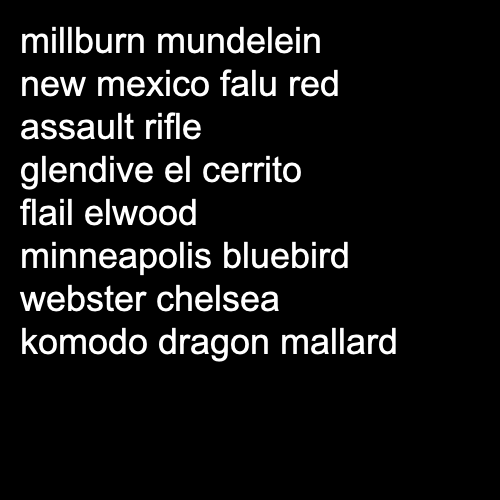 millburn mundelein
new mexico falu red
assault rifle
glendive el cerrito
flail elwood
minneapolis bluebird
webster chelsea
komodo dragon mallard